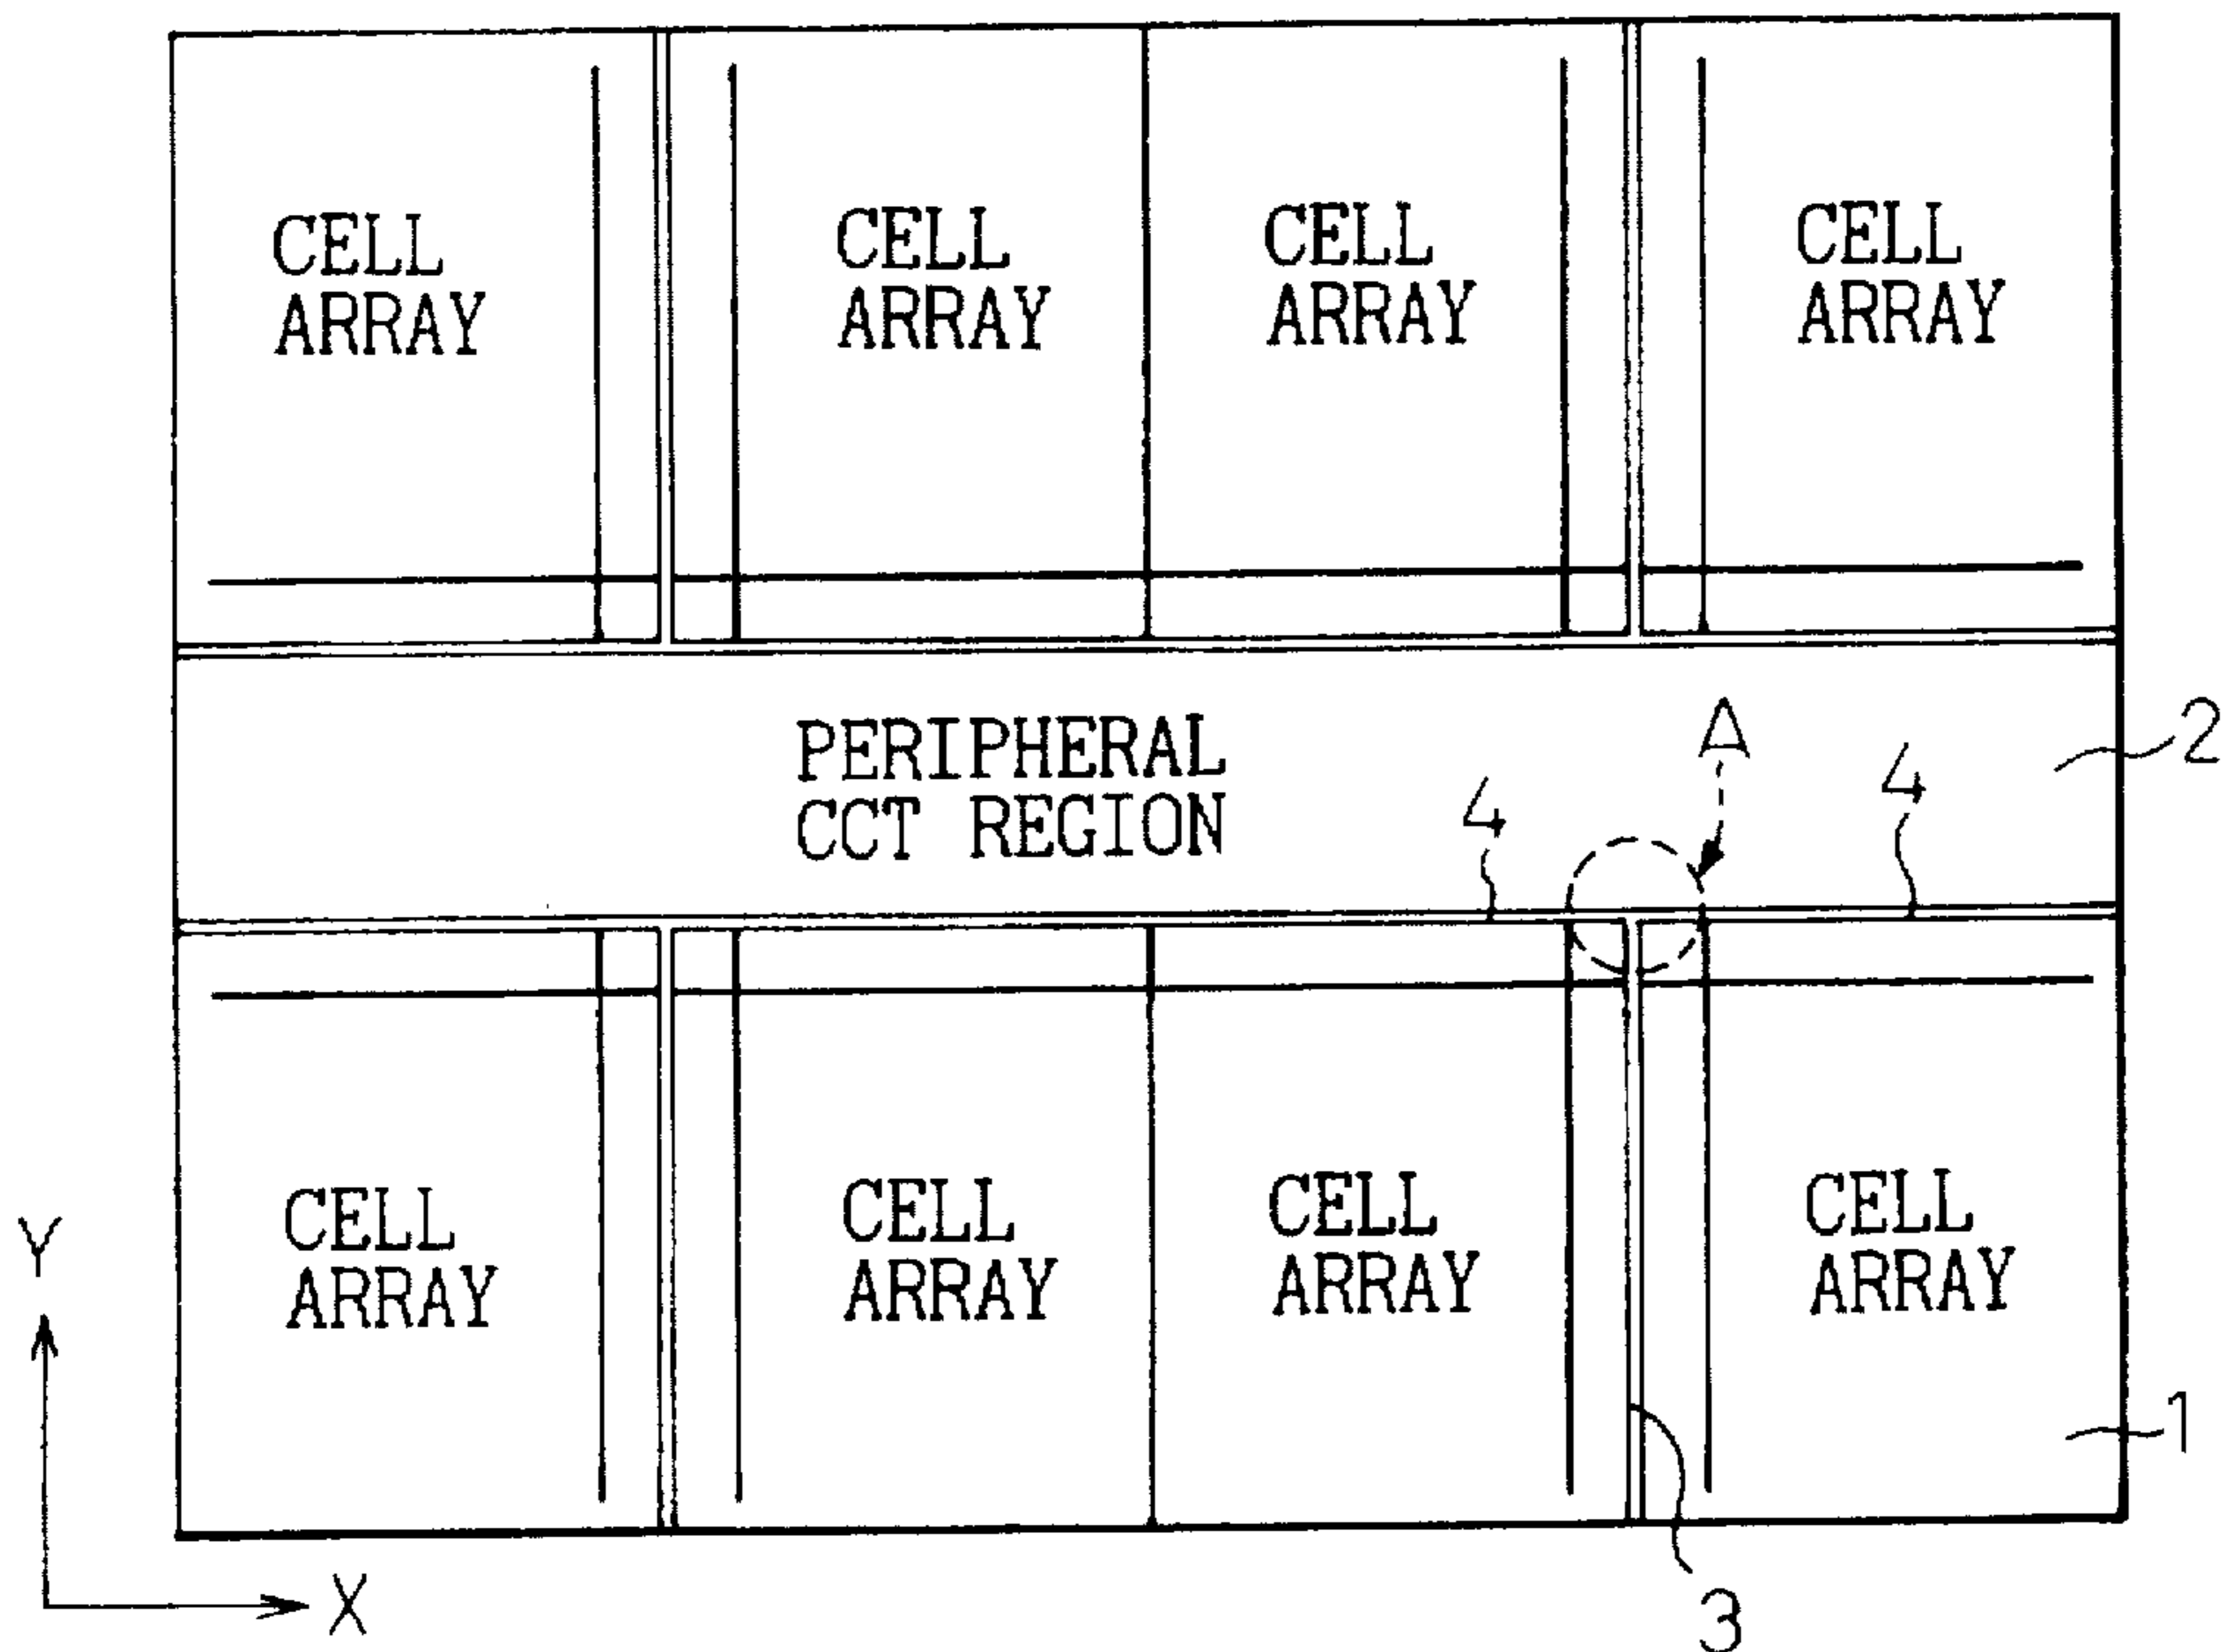 CELL
ARRAY
CELL
ARRAY
CELL
ARRAY
CELL
ARRAY
PERIPHERAL
CCT REGION
A
2
4
4
CELL
ARRAY
CELL
ARRAY
CELL
ARRAY
CELL
ARRAY
Y
1
X
3